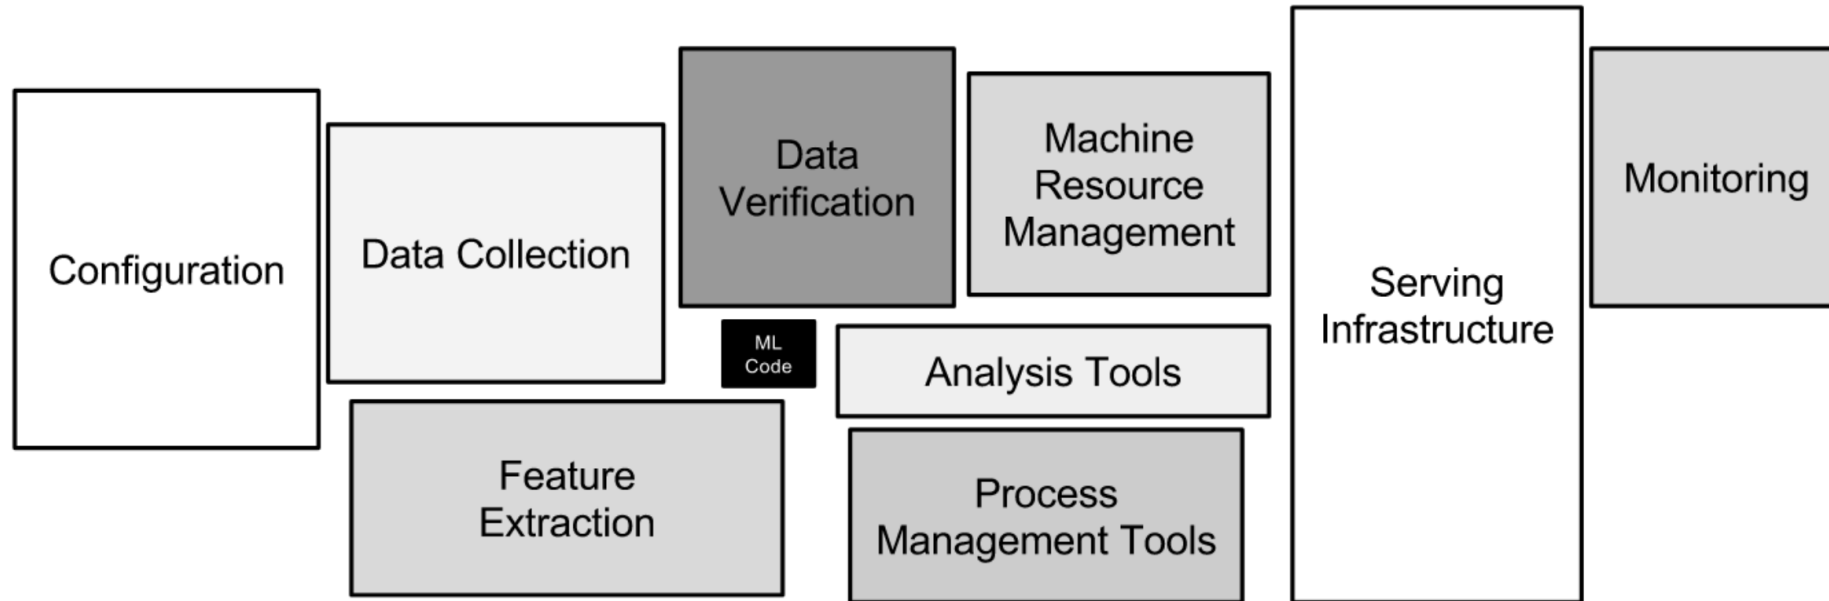 Configuration
Data Collection
Data
Verification
Machine
Resource
Management
Serving
Infrastructure
Monitoring
ML
Code
Analysis Tools
Feature
Extraction
Process
Management Tools